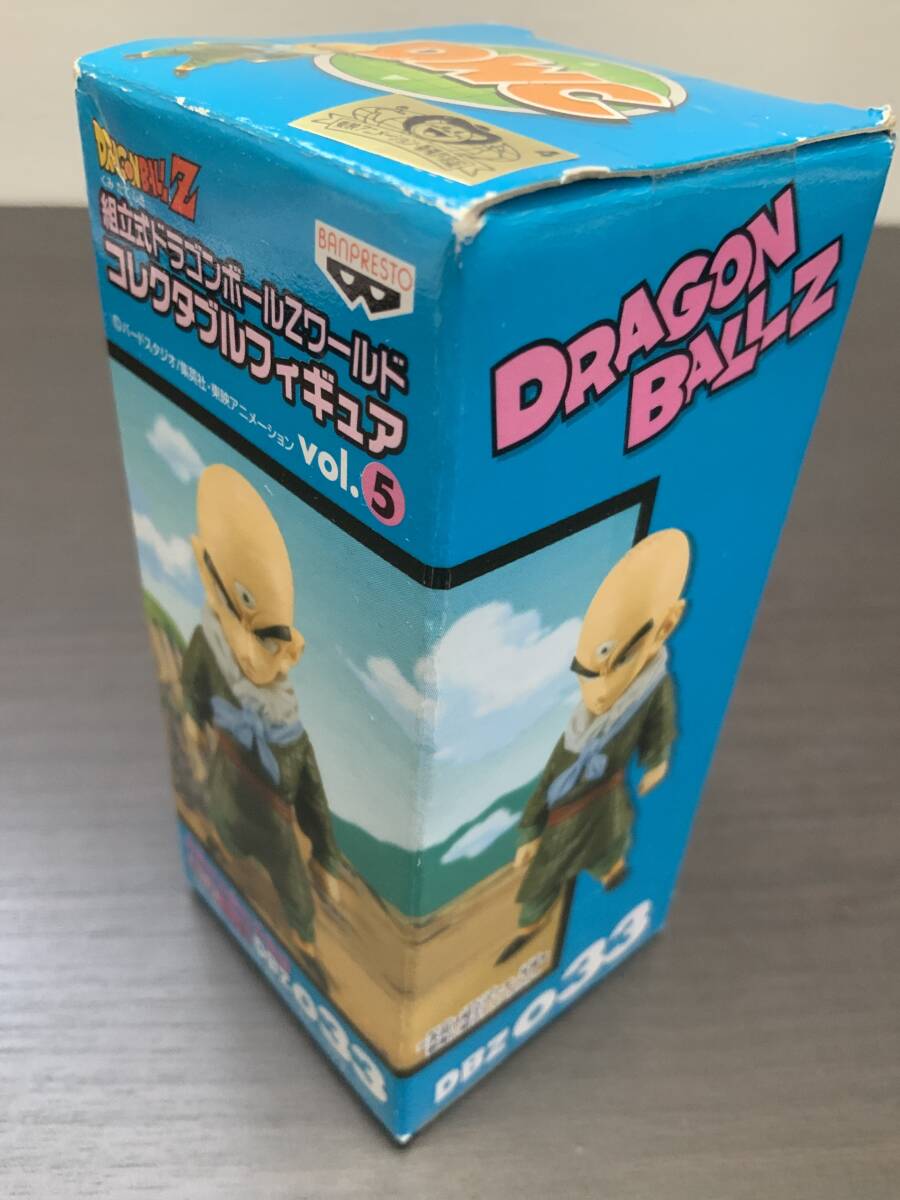 DWC
DRAGON BALL Z
組立式ドラゴンボールZワールド
コレクタブルフィギュア
©バードスタジオ/集英社・東映アニメーション
vol.5
BANPRESTO
DBZ 033
DRAGON
BALL Z
DBZ 033